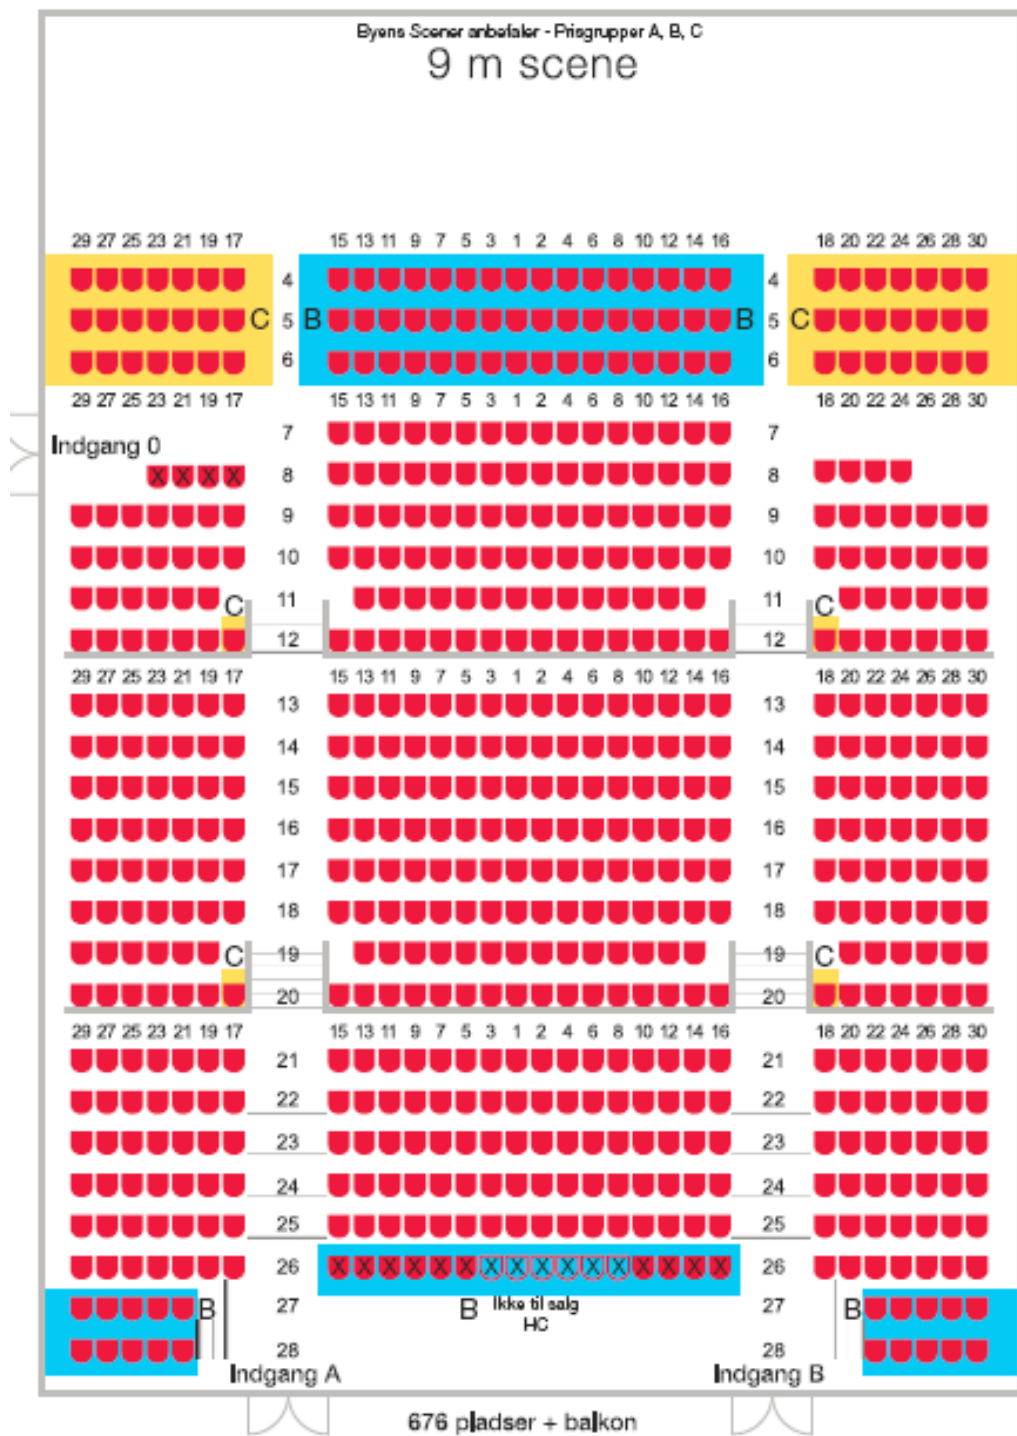 Byens Scener anbefaler - Prisgrupper A, B, C
9 m scene
29 27 25 23 21 19 17 15 13 11 9 7 5 3 1 2 4 6 8 10 12 14 16 18 20 22 24 26 28 30
4 4
C 5 B B 5 C
6 6
29 27 25 23 21 19 17 15 13 11 9 7 5 3 1 2 4 6 8 10 12 14 16 18 20 22 24 26 28 30
7 7
Indgang 0
X X X X 8 8
9 9
10 10
C 11 11 C
12 12
29 27 25 23 21 19 17 15 13 11 9 7 5 3 1 2 4 6 8 10 12 14 16 18 20 22 24 26 28 30
13 13
14 14
15 15
16 16
17 17
18 18
C 19 19 C
20 20
29 27 25 23 21 19 17 15 13 11 9 7 5 3 1 2 4 6 8 10 12 14 16 18 20 22 24 26 28 30
21 21
22 22
23 23
24 24
25 25
26 X X X X X X X X X X X X X X X X 26
B 27 B Ikke til salg 27 B
HC
28 28
Indgang A Indgang B
676 pladser + balkon